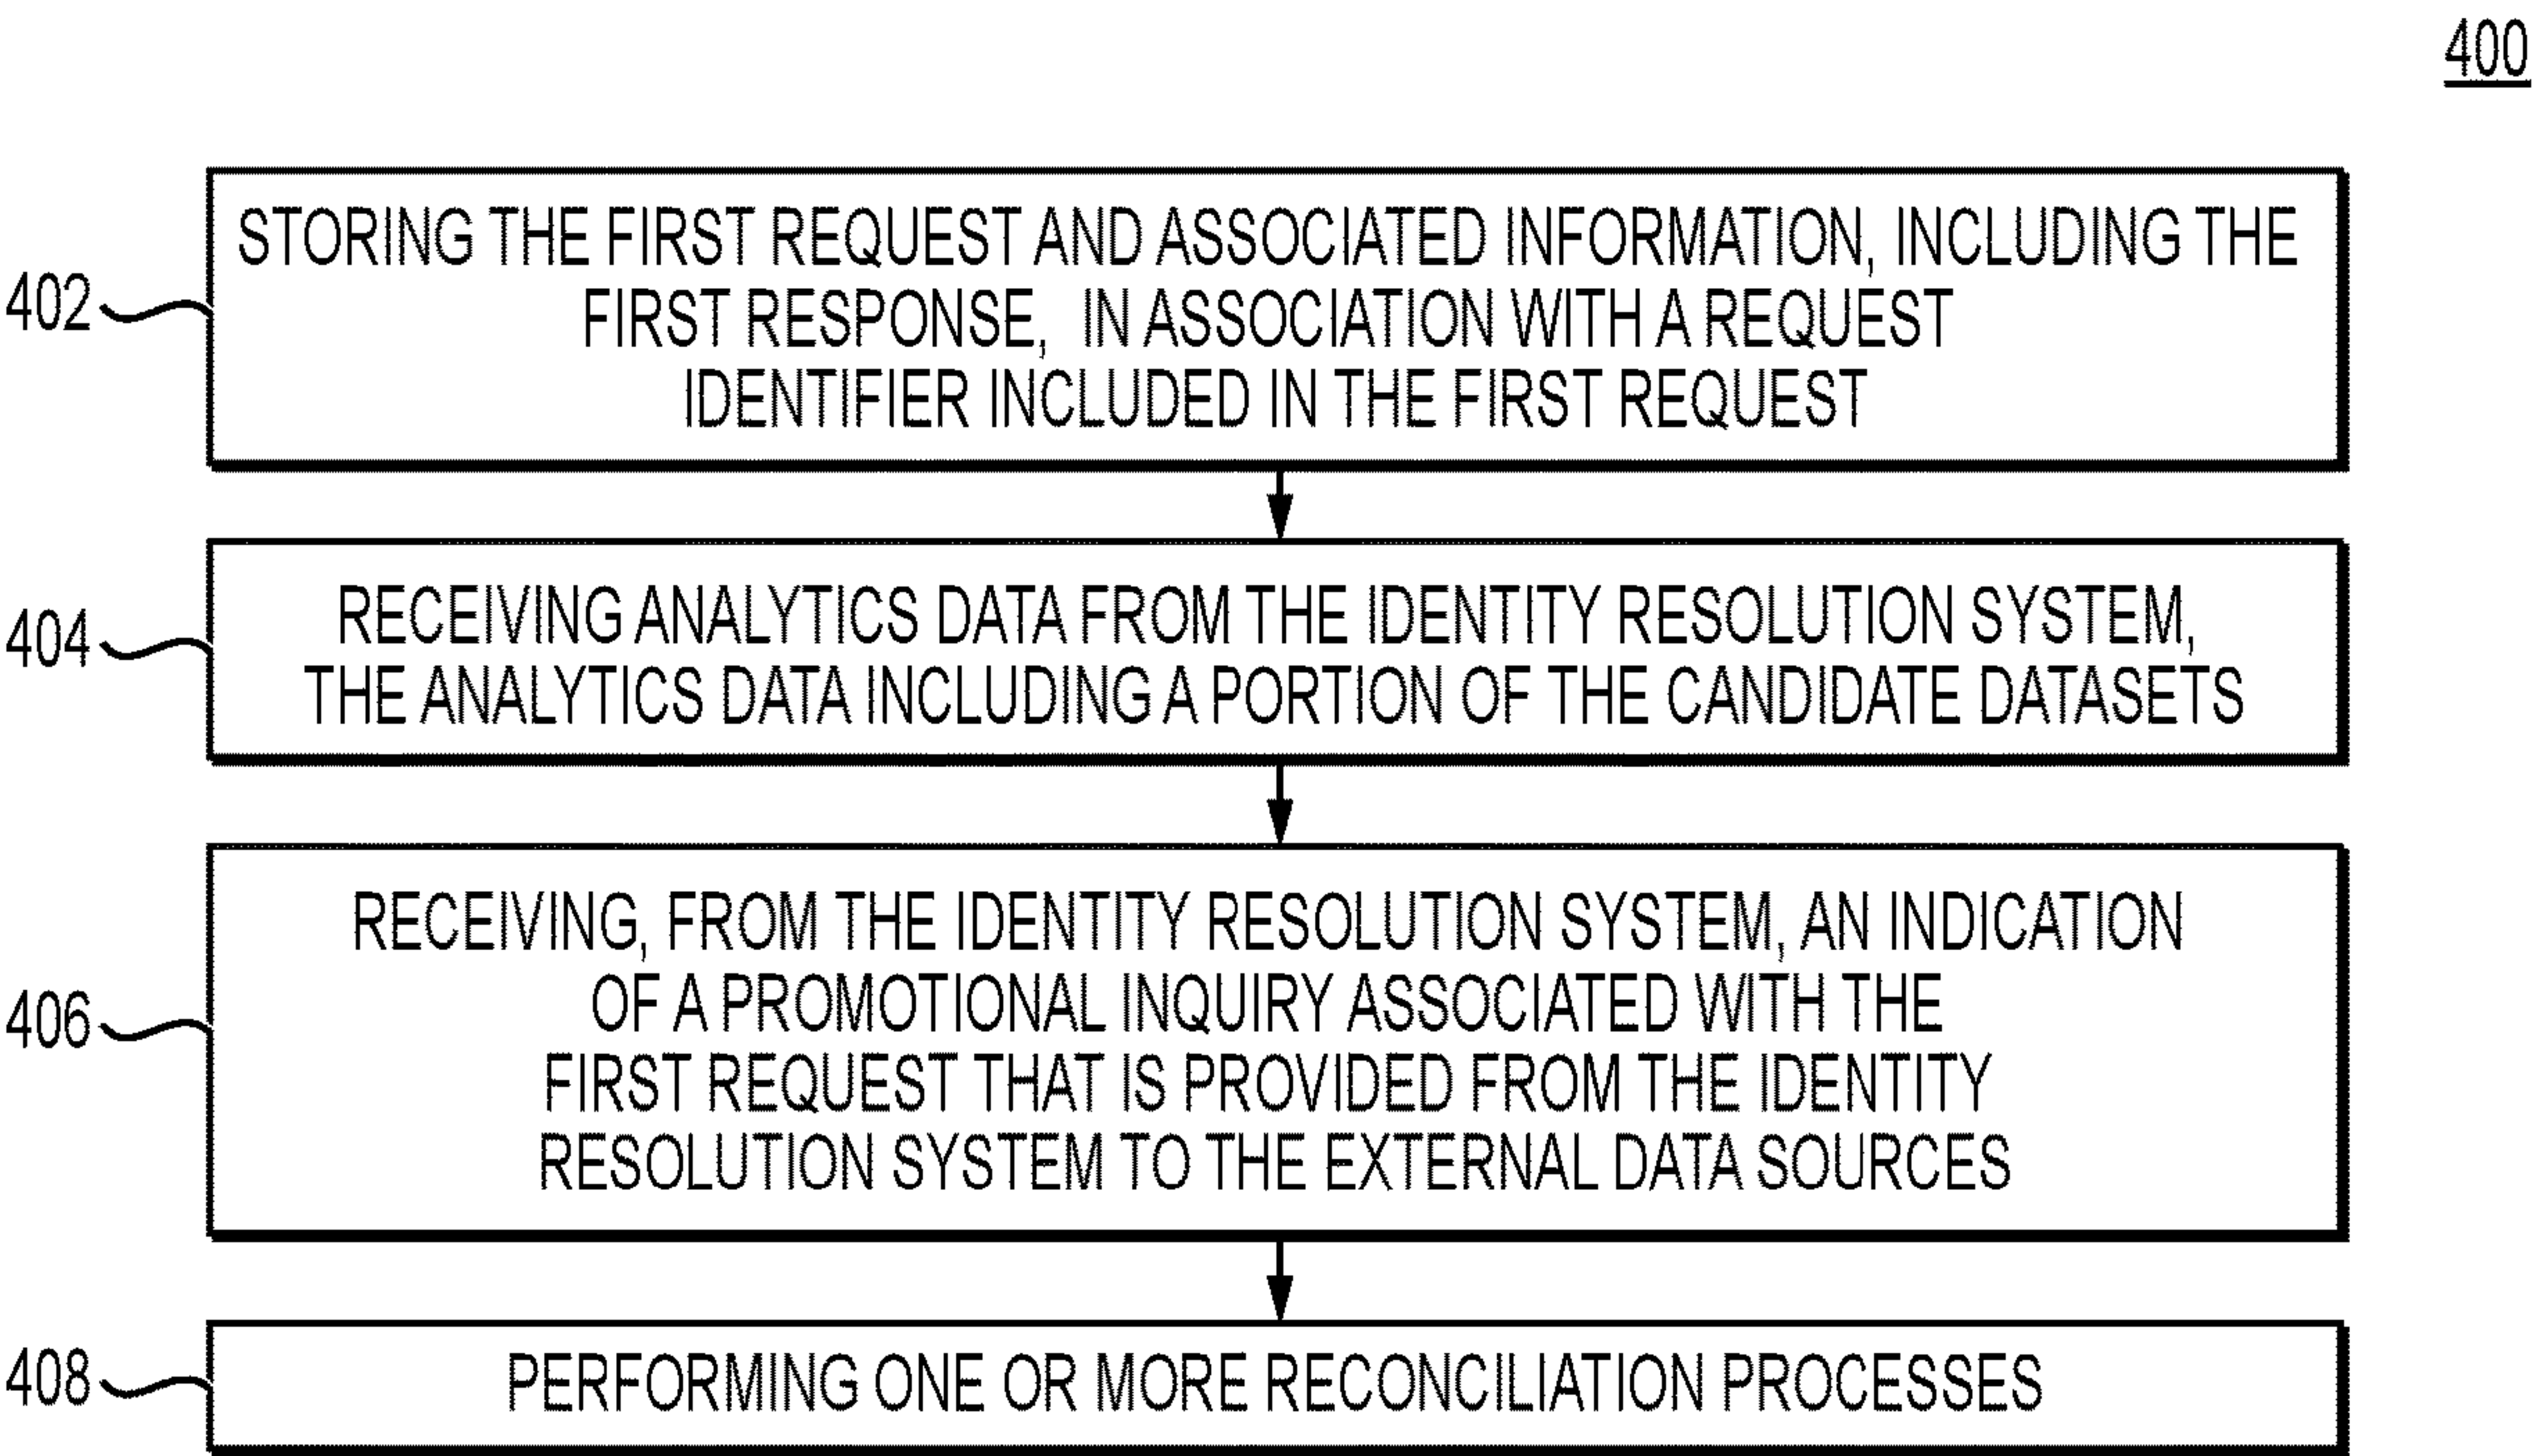 400
402
STORING THE FIRST REQUEST AND ASSOCIATED INFORMATION, INCLUDING THE
FIRST RESPONSE, IN ASSOCIATION WITH A REQUEST
IDENTIFIER INCLUDED IN THE FIRST REQUEST
404
RECEIVING ANALYTICS DATA FROM THE IDENTITY RESOLUTION SYSTEM,
THE ANALYTICS DATA INCLUDING A PORTION OF THE CANDIDATE DATASETS
406
RECEIVING, FROM THE IDENTITY RESOLUTION SYSTEM, AN INDICATION
OF A PROMOTIONAL INQUIRY ASSOCIATED WITH THE
FIRST REQUEST THAT IS PROVIDED FROM THE IDENTITY
RESOLUTION SYSTEM TO THE EXTERNAL DATA SOURCES
408
PERFORMING ONE OR MORE RECONCILIATION PROCESSES